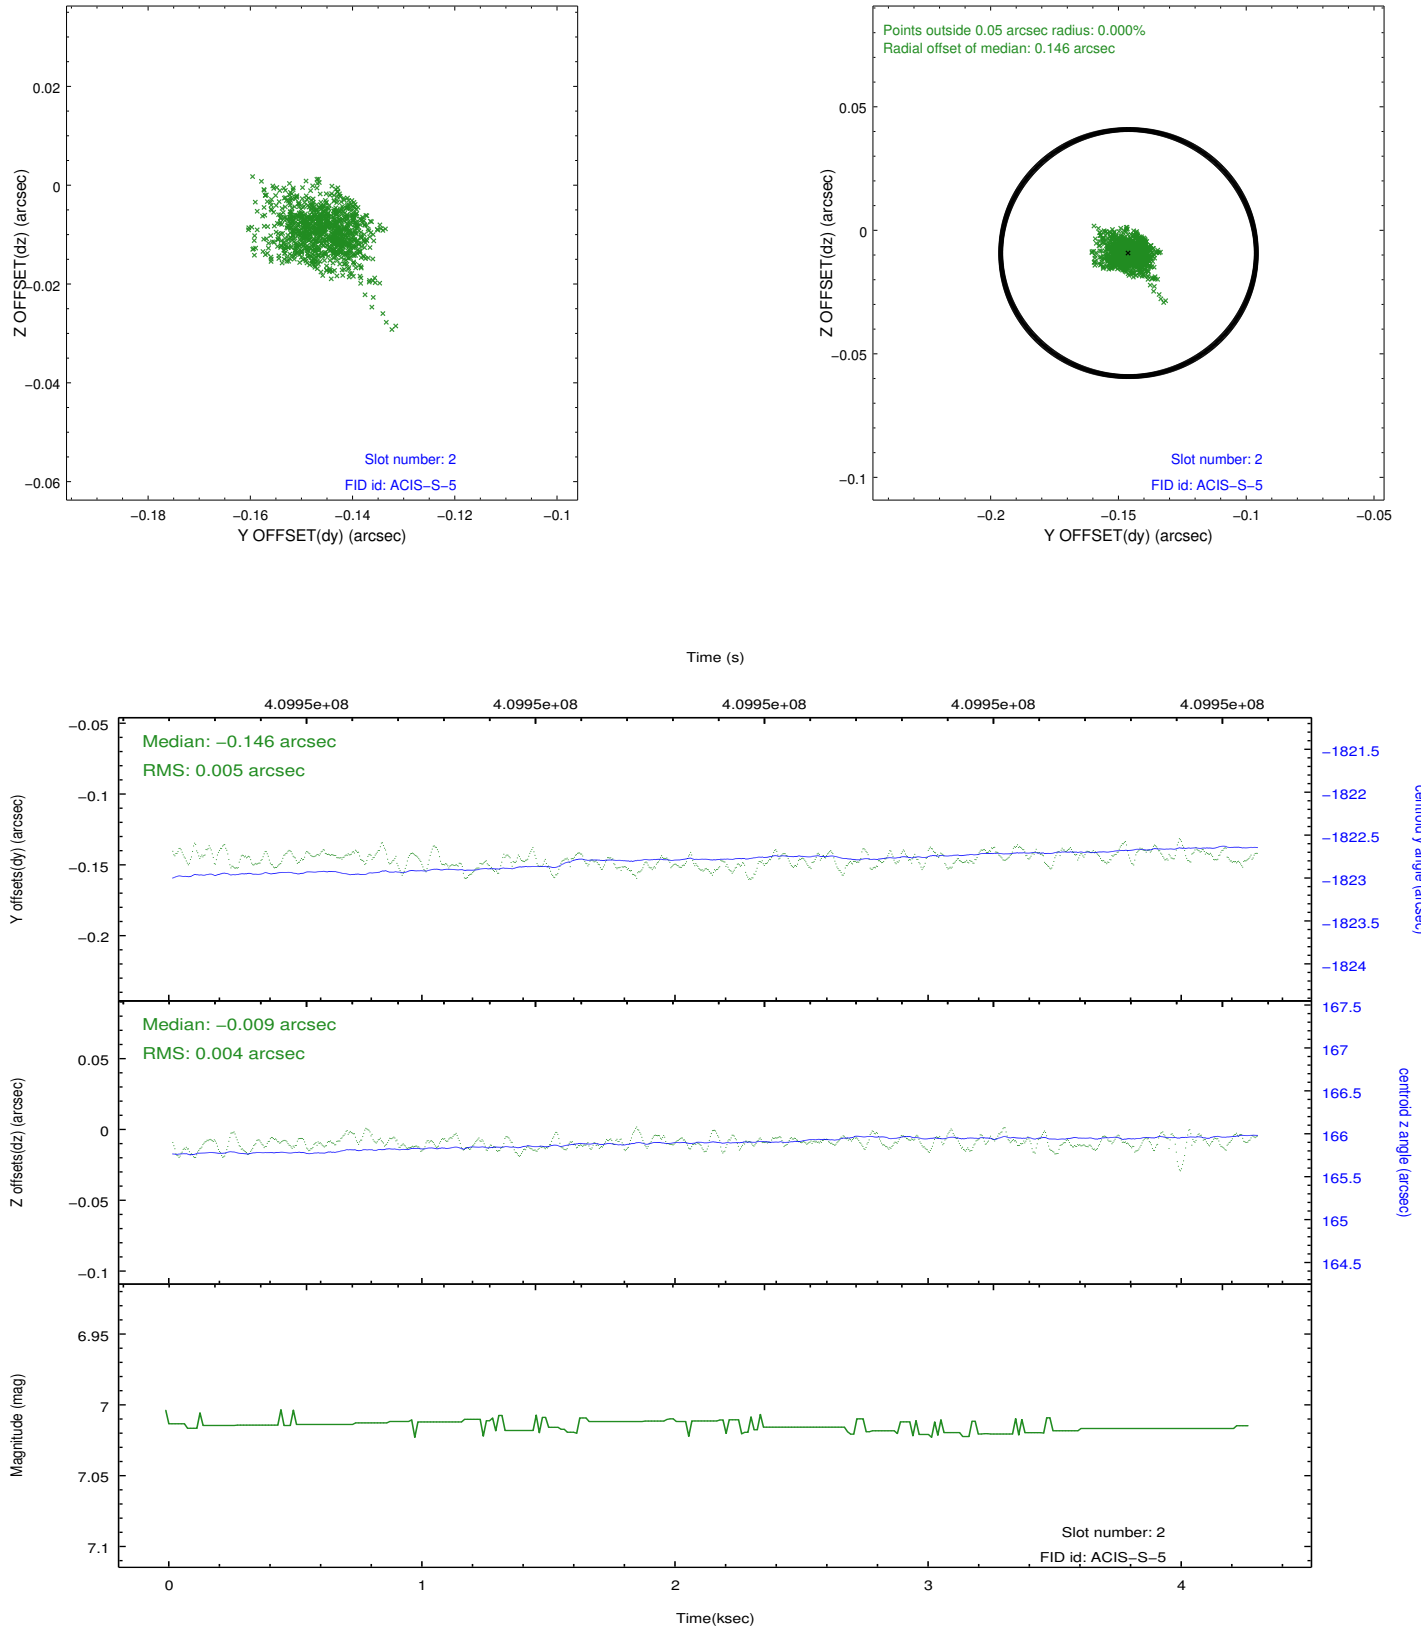 0.02
0
−0.02
−0.04
−0.06
Z OFFSET(dz) (arcsec)
Slot number: 2
FID id: ACIS−S−5
−0.18
−0.16
−0.14
−0.12
−0.1
Y OFFSET(dy) (arcsec)
Points outside 0.05 arcsec radius: 0.000%
Radial offset of median: 0.146 arcsec
0.05
0
−0.05
−0.1
Z OFFSET(dz) (arcsec)
Slot number: 2
FID id: ACIS−S−5
−0.2
−0.15
−0.1
−0.05
Y OFFSET(dy) (arcsec)
Time (s)
4.0995e+08
4.0995e+08
4.0995e+08
4.0995e+08
4.0995e+08
Median: −0.146 arcsec
RMS: 0.005 arcsec
−0.05
−0.1
−0.15
−0.2
Y offsets(dy) (arcsec)
−1821.5
−1822
−1822.5
−1823
−1823.5
−1824
centroid y angle (arcsec)
Median: −0.009 arcsec
RMS: 0.004 arcsec
0.05
0
−0.05
−0.1
Z offsets(dz) (arcsec)
167.5
167
166.5
166
165.5
165
164.5
centroid z angle (arcsec)
6.95
7
7.05
7.1
Magnitude (mag)
Slot number: 2
FID id: ACIS−S−5
0
1
2
3
4
Time(ksec)